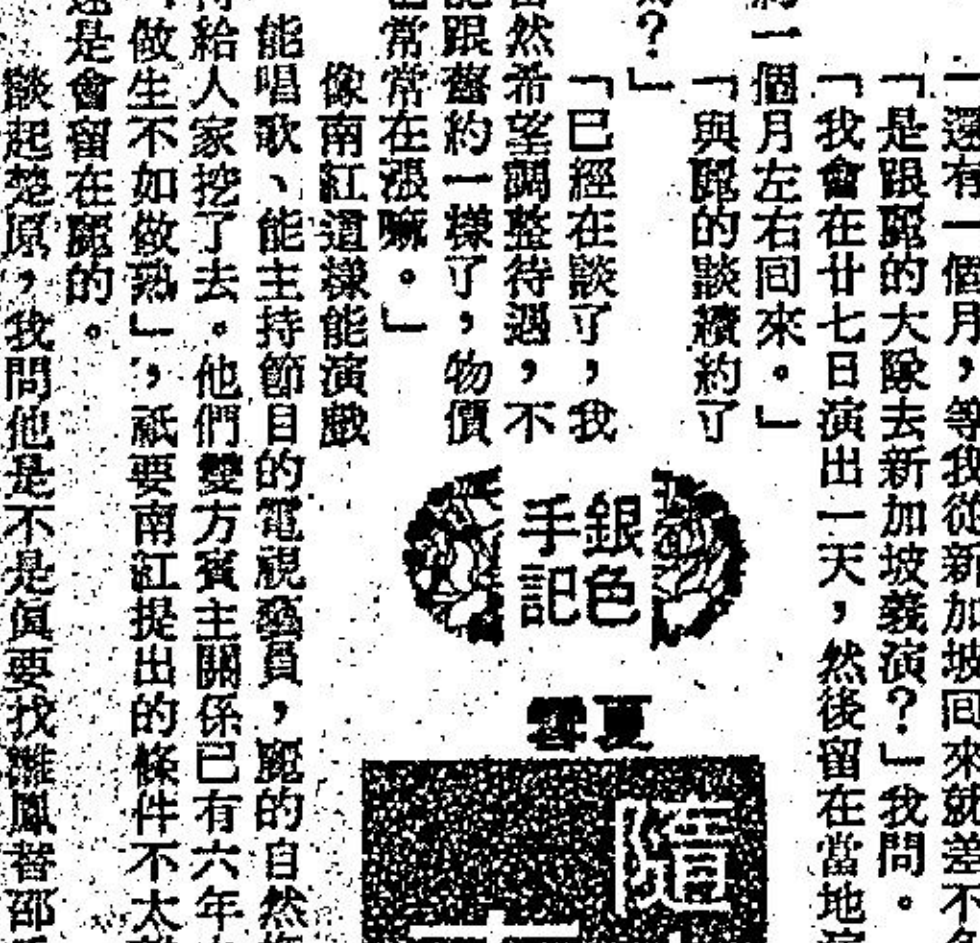 「還有一個月，等我從新加坡囘來就差不
「是跟麗的大隊去新加坡義演？」我問。
「我會在廿七日演出一天，然後留在當地
一個月左右囘來。」
「與麗的談續約了
？」
「已經在談了，我
當然希望調整待遇，不
能跟舊約一樣了，物價
常常在漲嘛。」
像南紅這樣能演戲
能唱歌、能主持節目的電視藝員，麗的自然
給人家挖了去。他們雙方賓主關係已有六年
做生不如做熟」，祇要南紅提出的條件不太
還是會留在麗的。
談起楚原，我問他是不是眞要找雛鳳替邵
銀色
手記
夏雲
隨